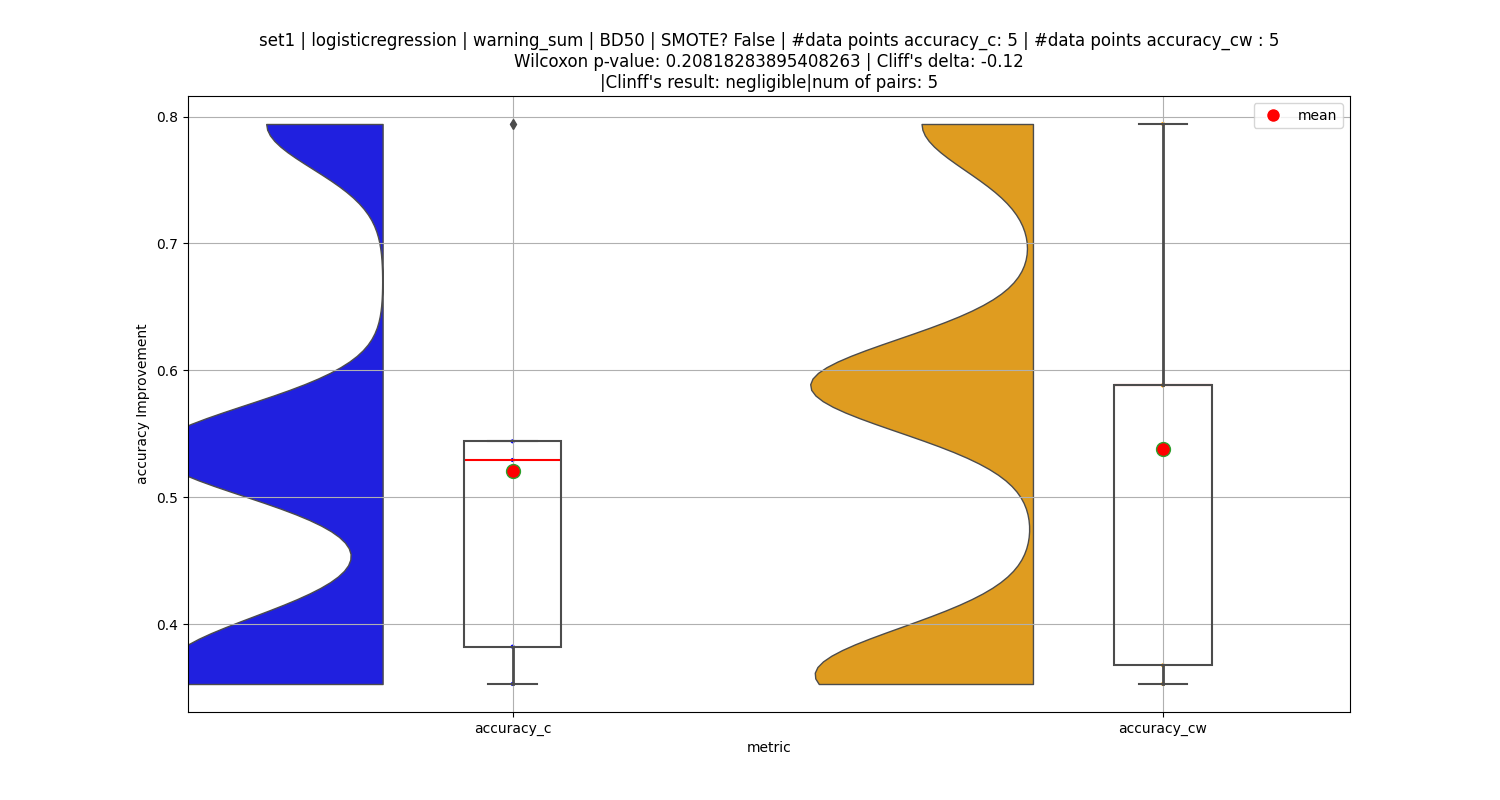 set1 | logisticregression | warning_sum | BD50 | SMOTE? False | #data points accuracy_c: 5 | #data points accuracy_cw : 5
Wilcoxon p-value: 0.20818283895408263 | Cliff's delta: -0.12
|Clinff's result: negligible|num of pairs: 5
mean
0.8
0.7
0.6
0.5
0.4
accuracy Improvement
accuracy_c
accuracy_cw
metric